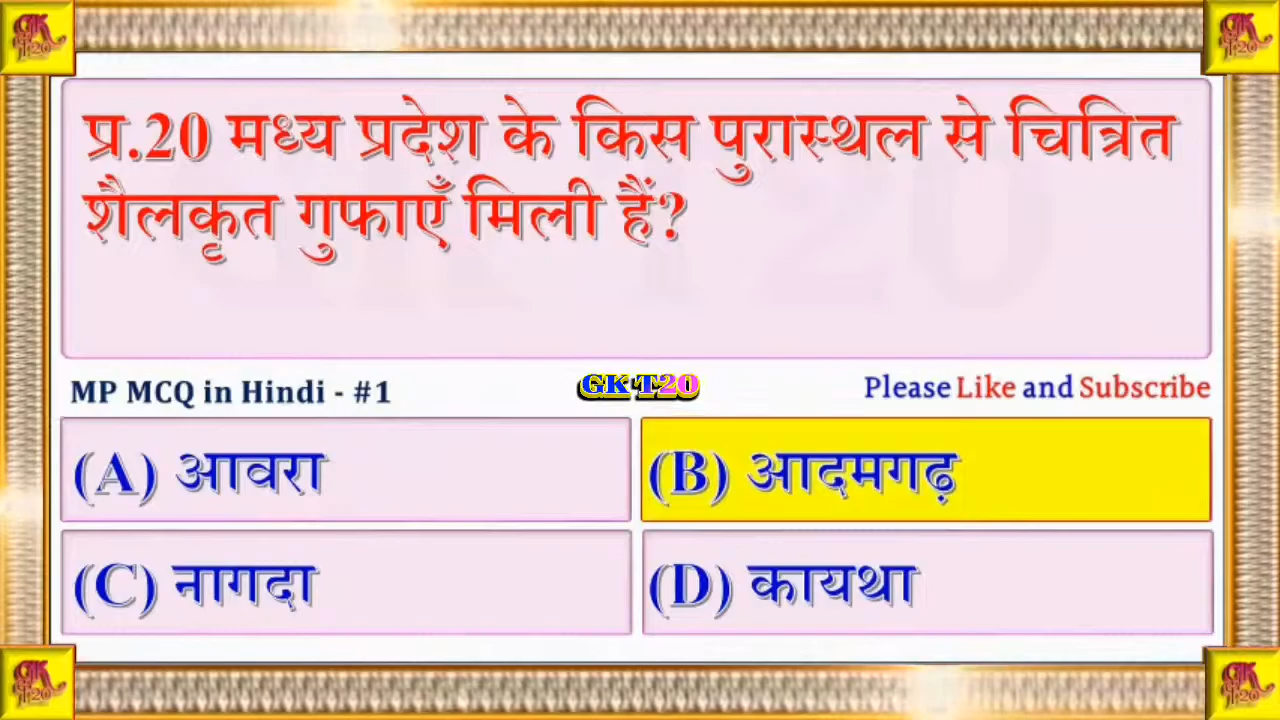 प्र.20 मध्य प्रदेश के किस पुरास्थल से चित्रित
शैलकृत गुफाएँ मिली हैं?
MP MCQ in Hindi - #1
GK T20
Please Like and Subscribe
(A) आवरा
(B) आदमगढ़
(C) नागदा
(D) कायथा